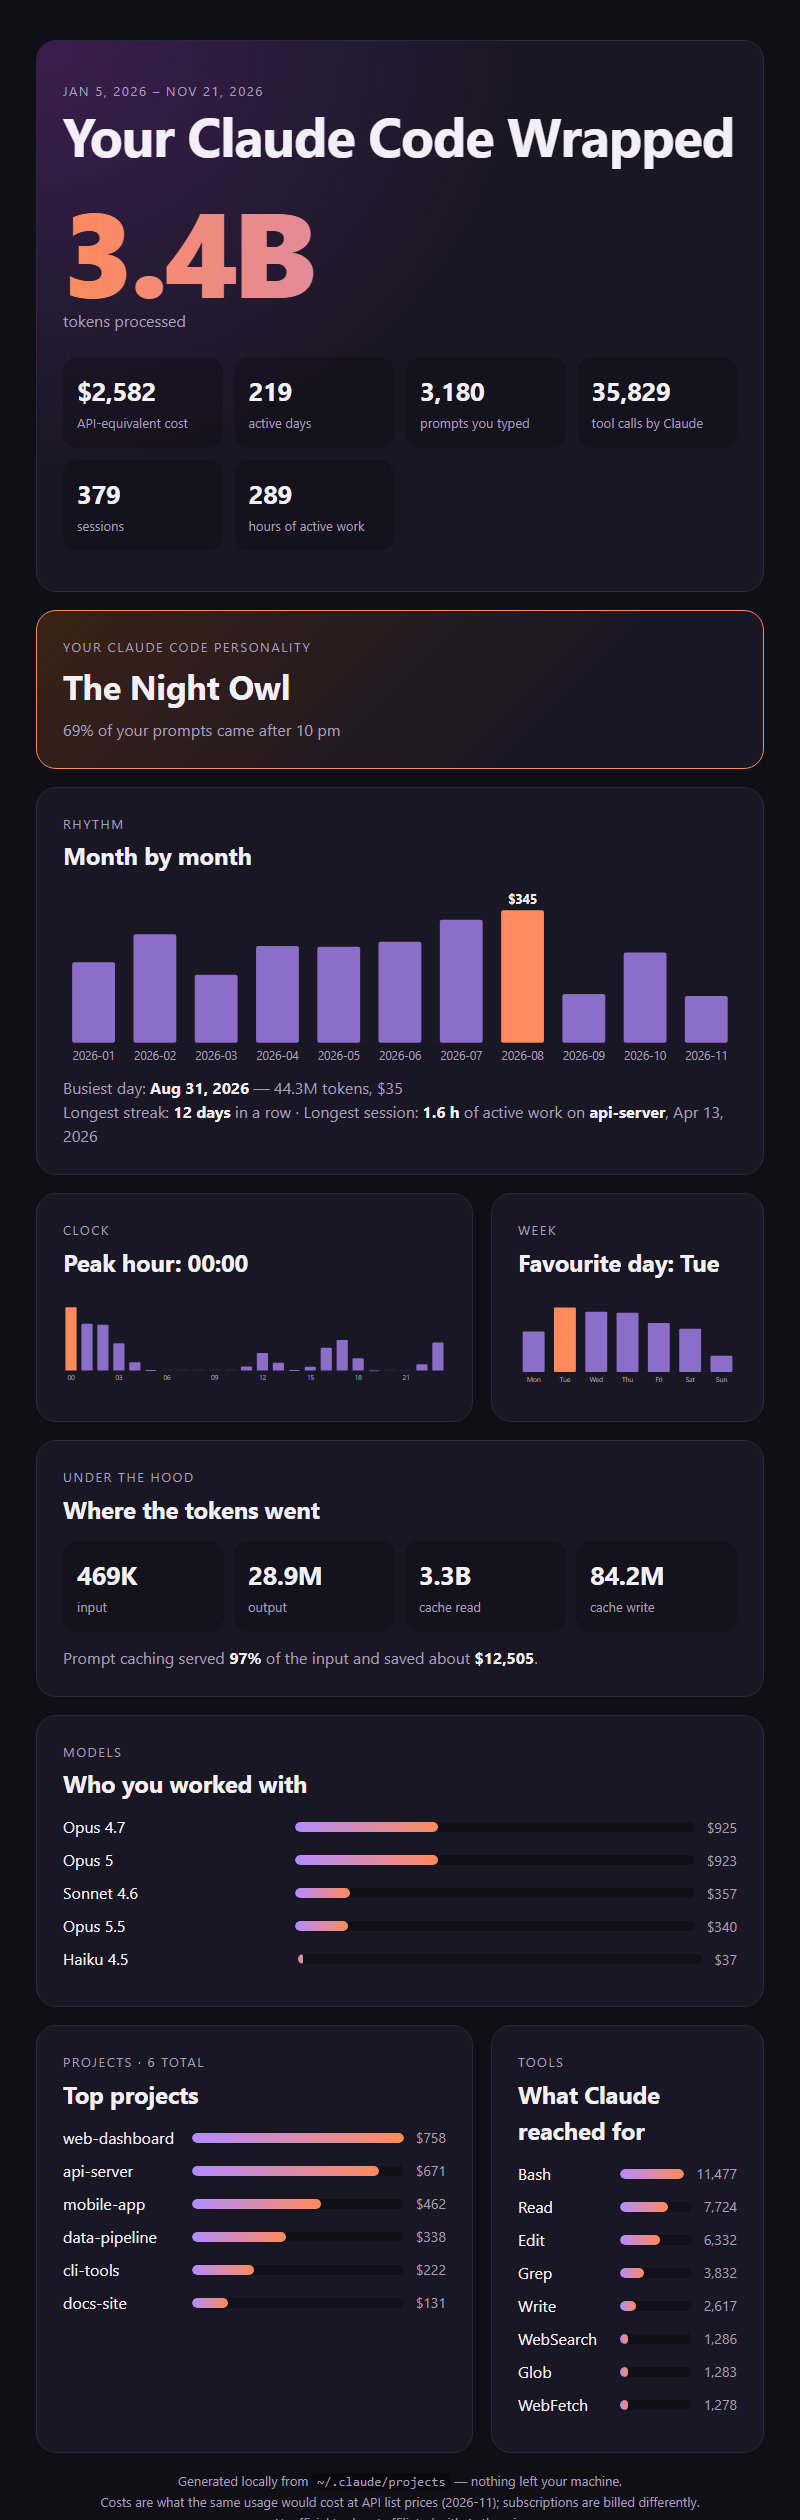 JAN 5, 2026 – NOV 21, 2026
Your Claude Code Wrapped
3.4B
tokens processed
$2,582
API-equivalent cost
219
active days
3,180
prompts you typed
35,829
tool calls by Claude
379
sessions
289
hours of active work
YOUR CLAUDE CODE PERSONALITY
The Night Owl
69% of your prompts came after 10 pm
RHYTHM
Month by month
$345
2026-01 2026-02 2026-03 2026-04 2026-05 2026-06 2026-07 2026-08 2026-09 2026-10 2026-11
Busiest day: Aug 31, 2026 — 44.3M tokens, $35
Longest streak: 12 days in a row · Longest session: 1.6 h of active work on api-server, Apr 13,
2026
CLOCK
Peak hour: 00:00
00 03 06 09 12 15 18 21
WEEK
Favourite day: Tue
Mon Tue Wed Thu Fri Sat Sun
UNDER THE HOOD
Where the tokens went
469K
input
28.9M
output
3.3B
cache read
84.2M
cache write
Prompt caching served 97% of the input and saved about $12,505.
MODELS
Who you worked with
Opus 4.7 $925
Opus 5 $923
Sonnet 4.6 $357
Opus 5.5 $340
Haiku 4.5 $37
PROJECTS · 6 TOTAL
Top projects
web-dashboard $758
api-server $671
mobile-app $462
data-pipeline $338
cli-tools $222
docs-site $131
TOOLS
What Claude
reached for
Bash 11,477
Read 7,724
Edit 6,332
Grep 3,832
Write 2,617
WebSearch 1,286
Glob 1,283
WebFetch 1,278
Generated locally from ~/.claude/projects — nothing left your machine.
Costs are what the same usage would cost at API list prices (2026-11); subscriptions are billed differently.